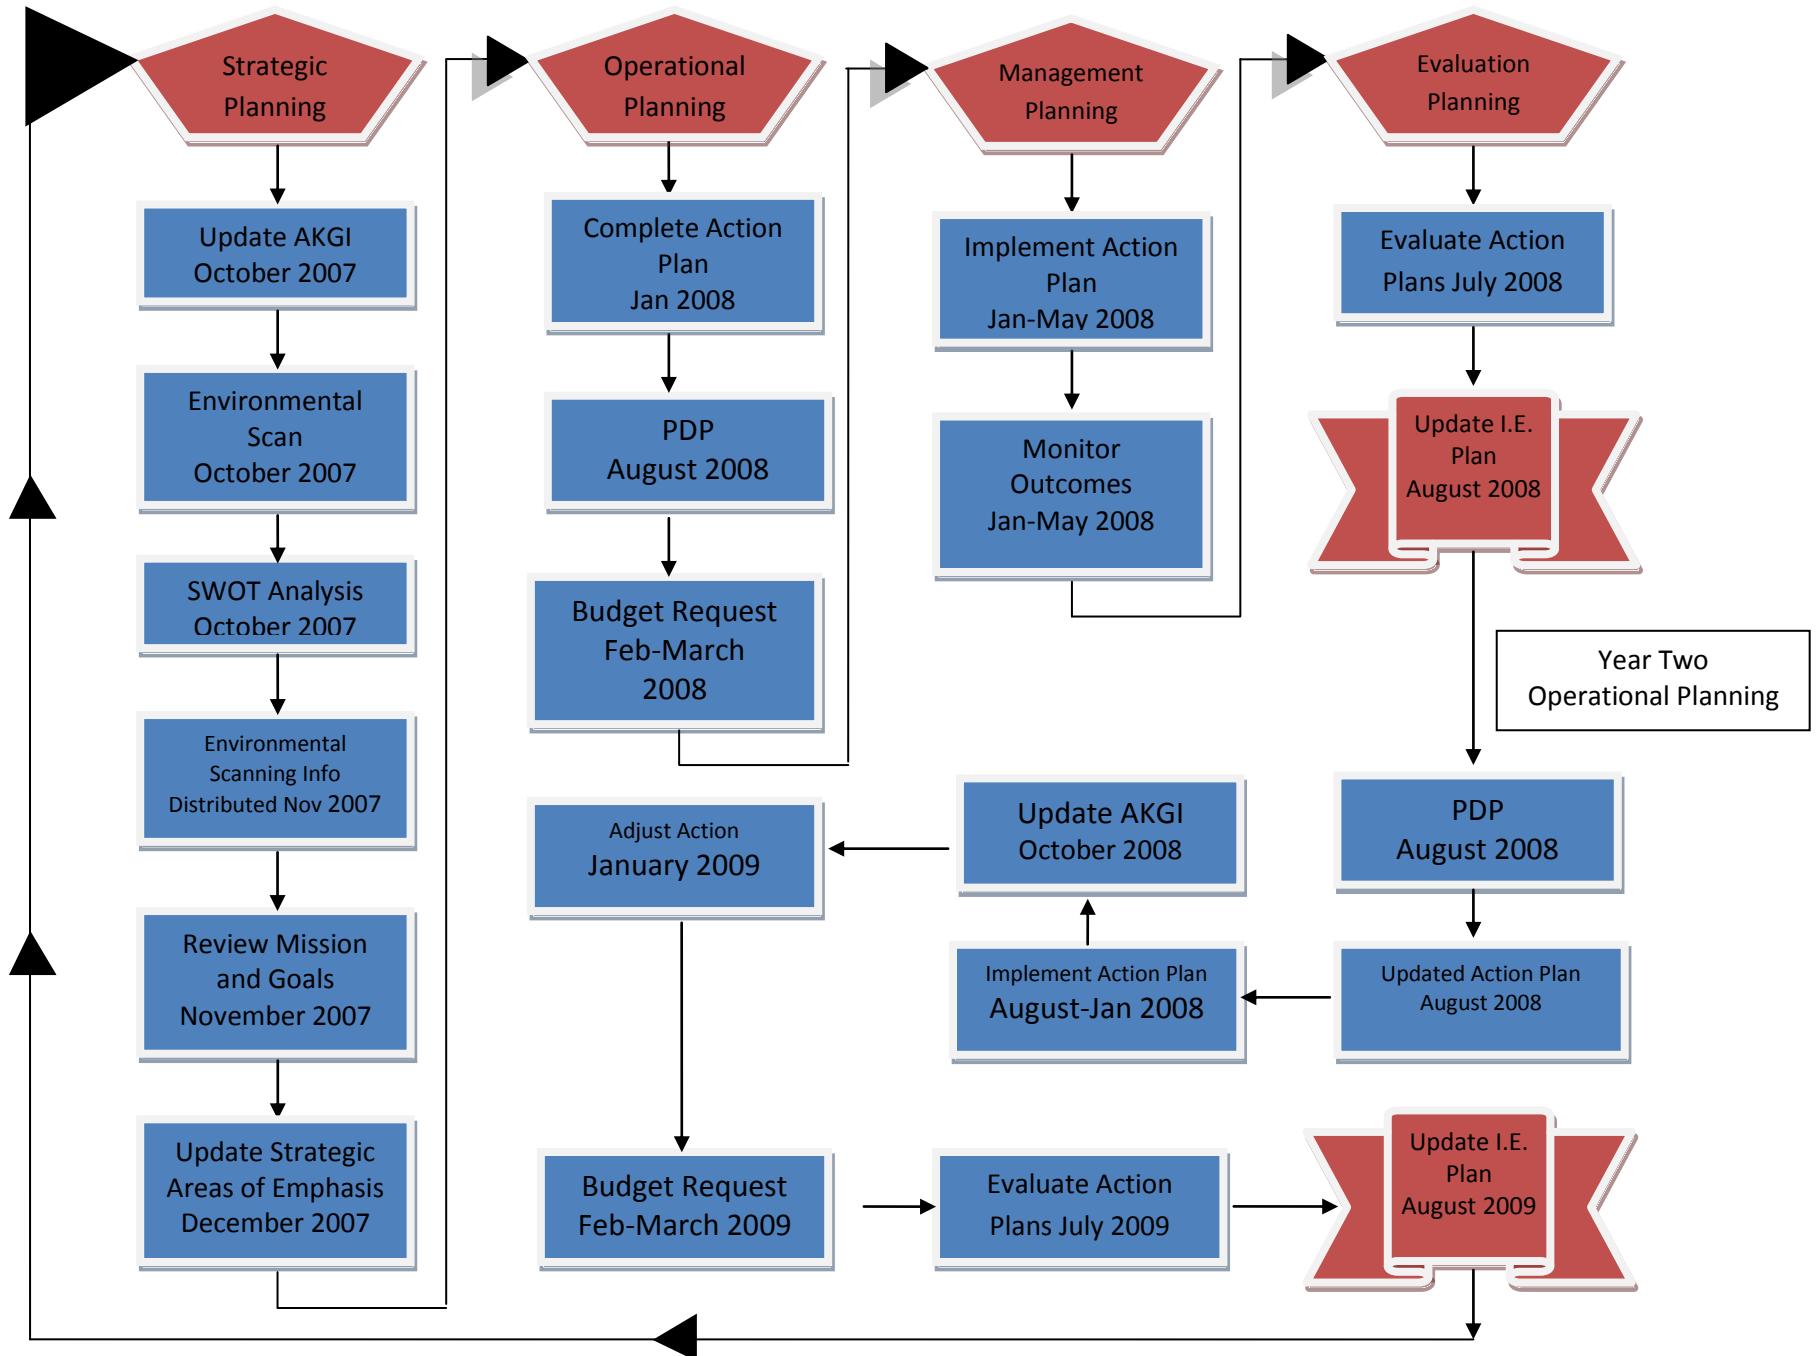 Strategic
Planning
Update AKGI
October 2007
Environmental
Scan
October 2007
SWOT Analysis
October 2007
Environmental
Scanning Info
Distributed Nov 2007
Review Mission
and Goals
November 2007
Update Strategic
Areas of Emphasis
December 2007
Operational
Planning
Complete Action
Plan
Jan 2008
PDP
August 2008
Budget Request
Feb-March
2008
Management
Planning
Implement Action
Plan
Jan-May 2008
Monitor
Outcomes
Jan-May 2008
Evaluation
Planning
Evaluate Action
Plans July 2008
Update I.E.
Plan
August 2008
Year Two
Operational Planning
PDP
August 2008
Updated Action Plan
August 2008
Implement Action Plan
August-Jan 2008
Update AKGI
October 2008
Adjust Action
January 2009
Budget Request
Feb-March 2009
Evaluate Action
Plans July 2009
Update I.E.
Plan
August 2009